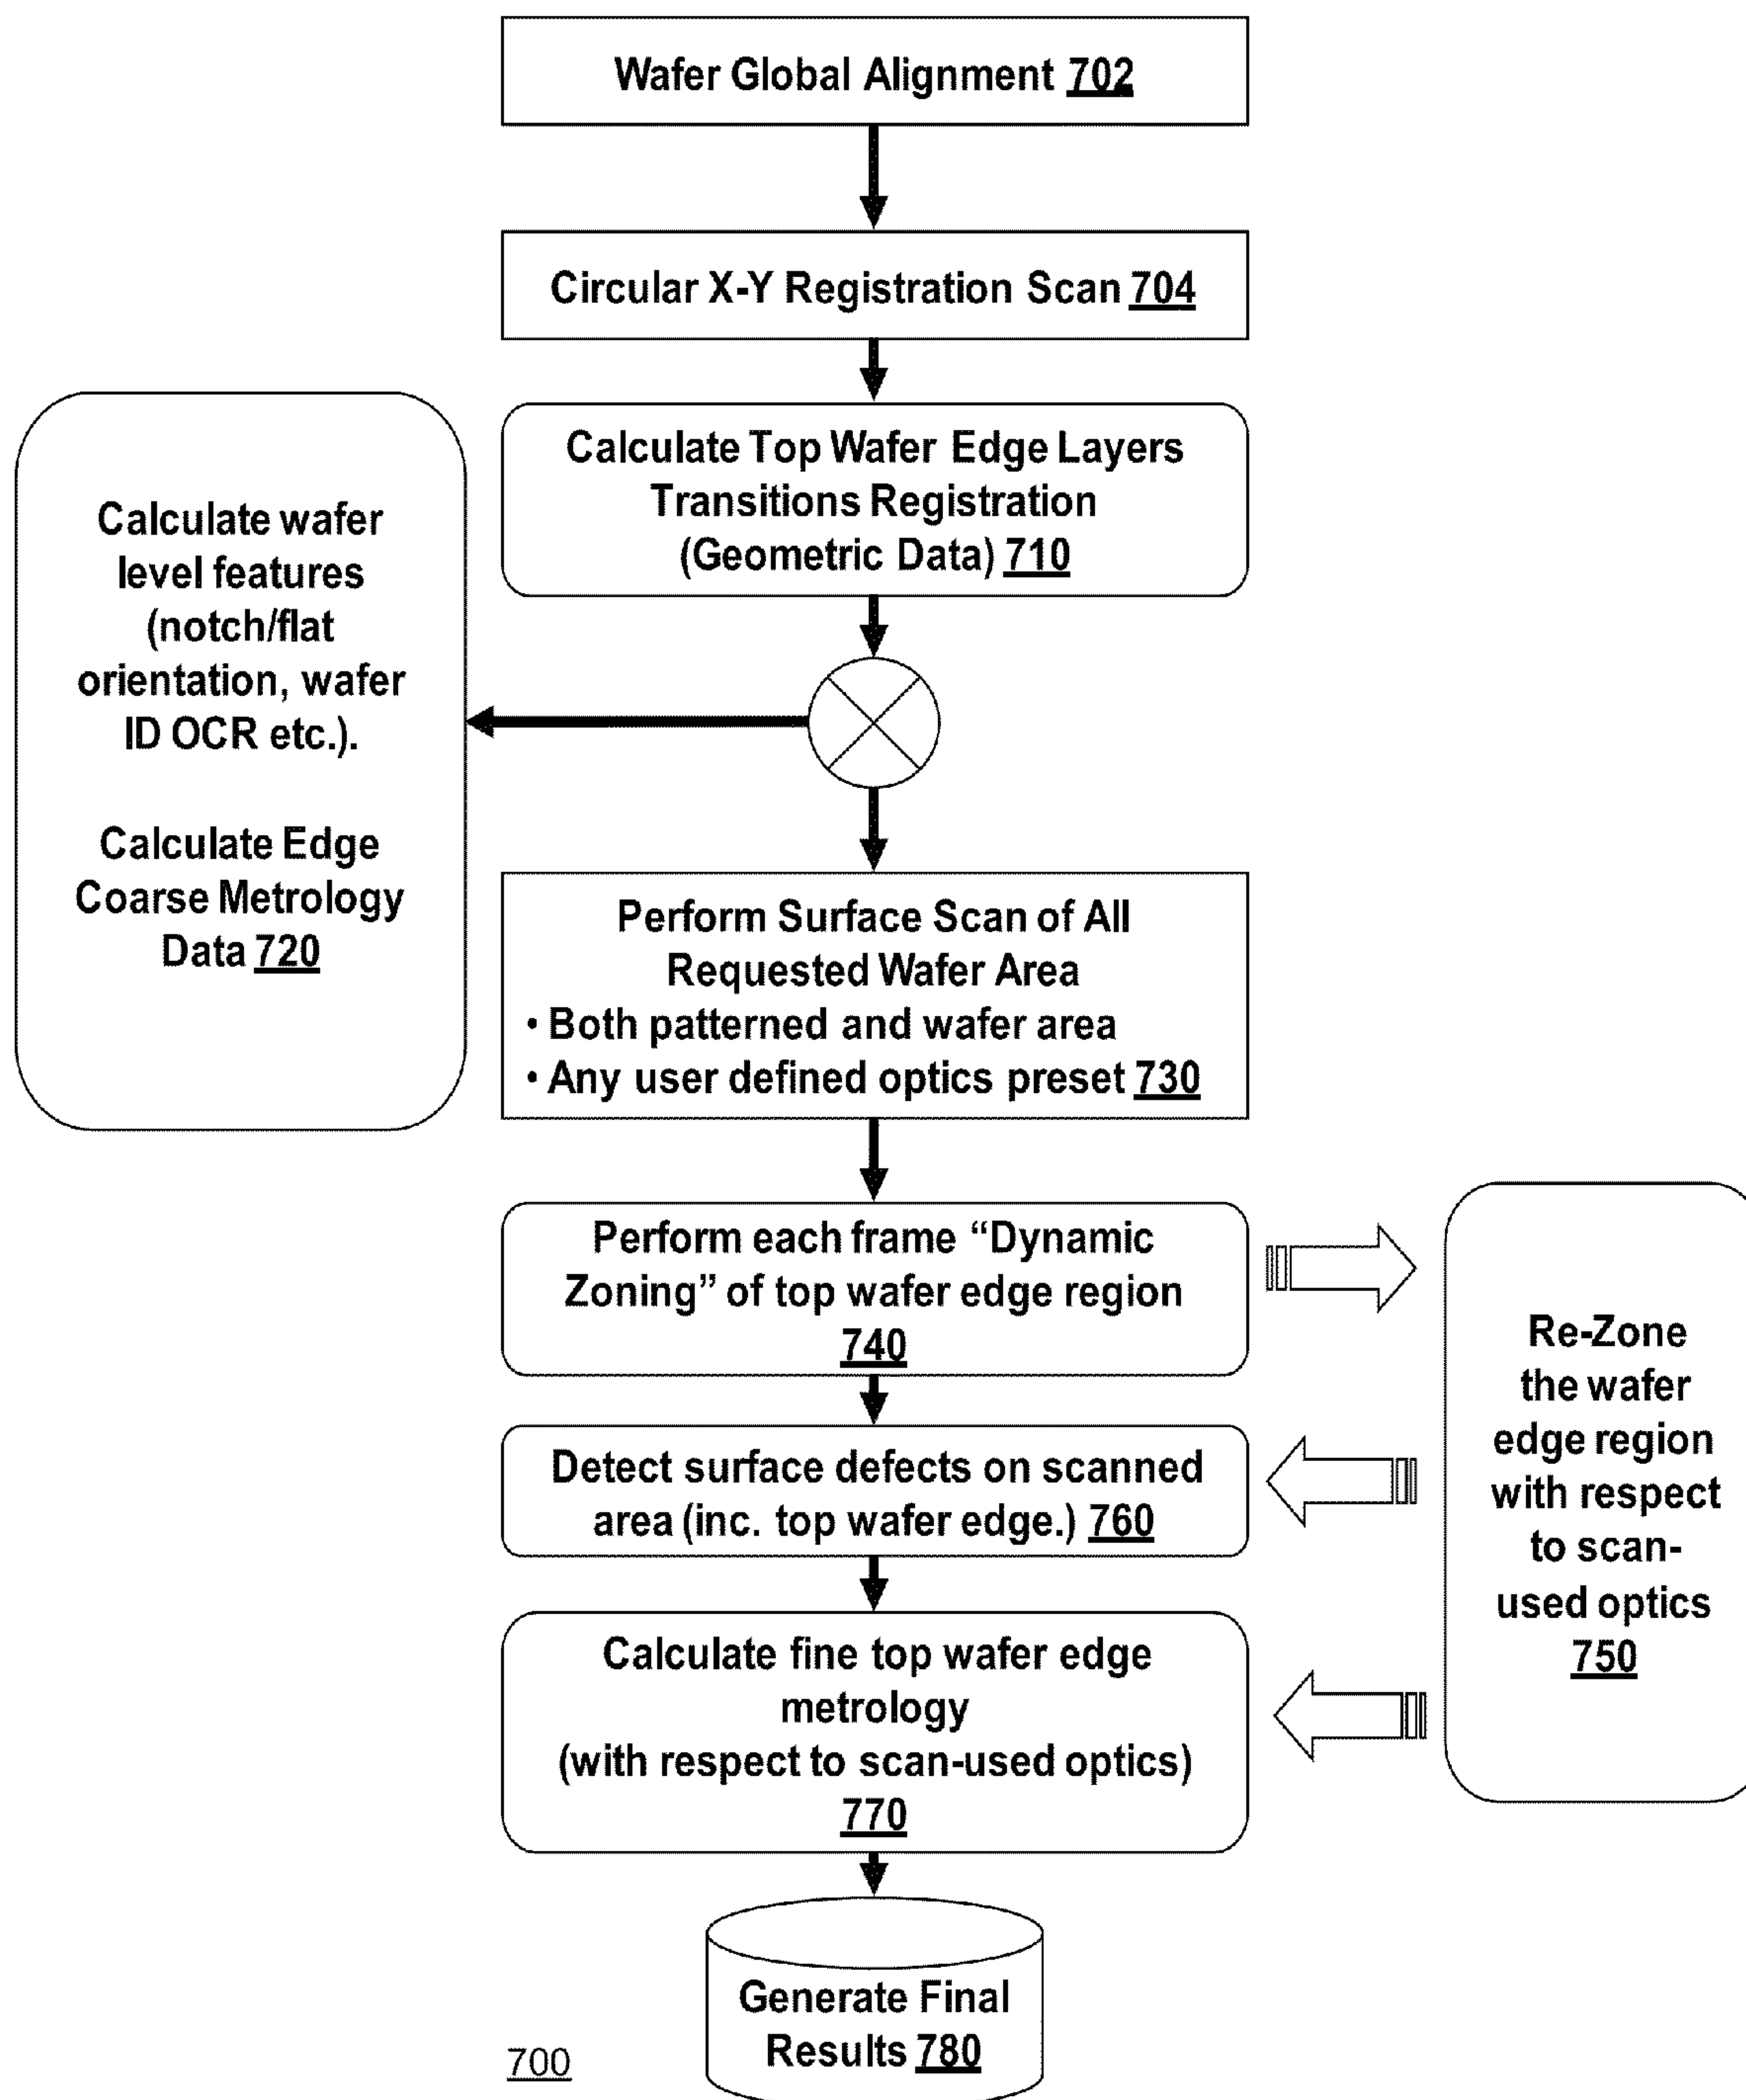 Wafer Global Alignment 702
Circular X-Y Registration Scan 704
Calculate Top Wafer Edge Layers
Transitions Registration
(Geometric Data) 710
Calculate wafer
level features
(notch/flat
orientation, wafer
ID OCR etc.).
Calculate Edge
Coarse Metrology
Data 720
Perform Surface Scan of All
Requested Wafer Area
• Both patterned and wafer area
• Any user defined optics preset 730
Perform each frame “Dynamic
Zoning” of top wafer edge region
740
Re-Zone
the wafer
edge region
with respect
to scan-
used optics
750
Detect surface defects on scanned
area (inc. top wafer edge.) 760
Calculate fine top wafer edge
metrology
(with respect to scan-used optics)
770
Generate Final
Results 780
700